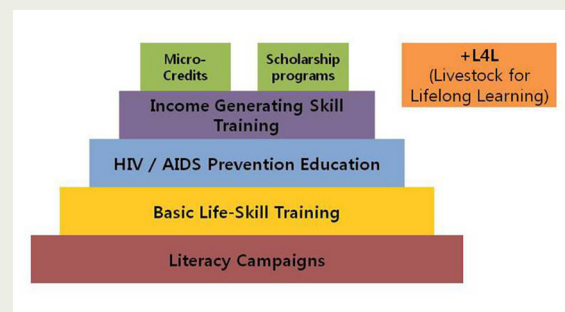 Micro-
Credits
Scholarship
programs
+L4L
(Livestock for
Lifelong Learning)
Income Generating Skill
Training
HIV / AIDS Prevention Education
Basic Life-Skill Training
Literacy Campaigns